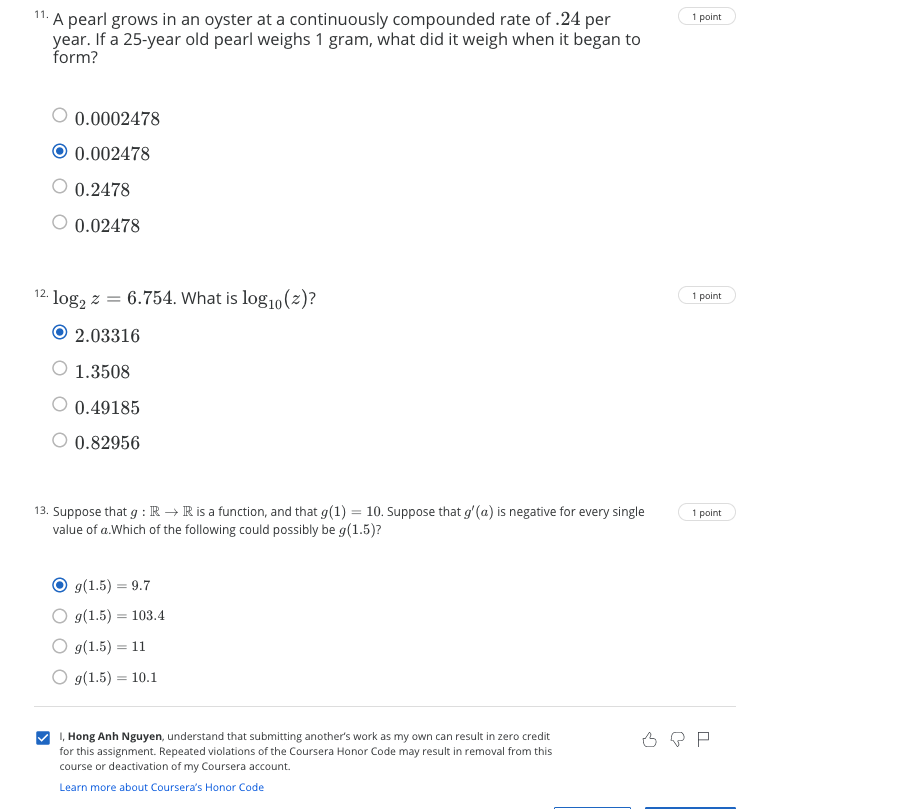 11. A pearl grows in an oyster at a continuously compounded rate of .24 per
1 point
year. If a 25-year old pearl weighs 1 gram, what did it weigh when it began to
form?
0.0002478
0.002478
0.2478
0.02478
12. log₂ z = 6.754. What is log₁₀(z)?
1 point
2.03316
1.3508
0.49185
0.82956
13. Suppose that g : ℝ → ℝ is a function, and that g(1) = 10. Suppose that g′(a) is negative for every single
1 point
value of a.Which of the following could possibly be g(1.5)?
g(1.5) = 9.7
g(1.5) = 103.4
g(1.5) = 11
g(1.5) = 10.1
I, Hong Anh Nguyen, understand that submitting another's work as my own can result in zero credit
for this assignment. Repeated violations of the Coursera Honor Code may result in removal from this
course or deactivation of my Coursera account.
Learn more about Coursera's Honor Code